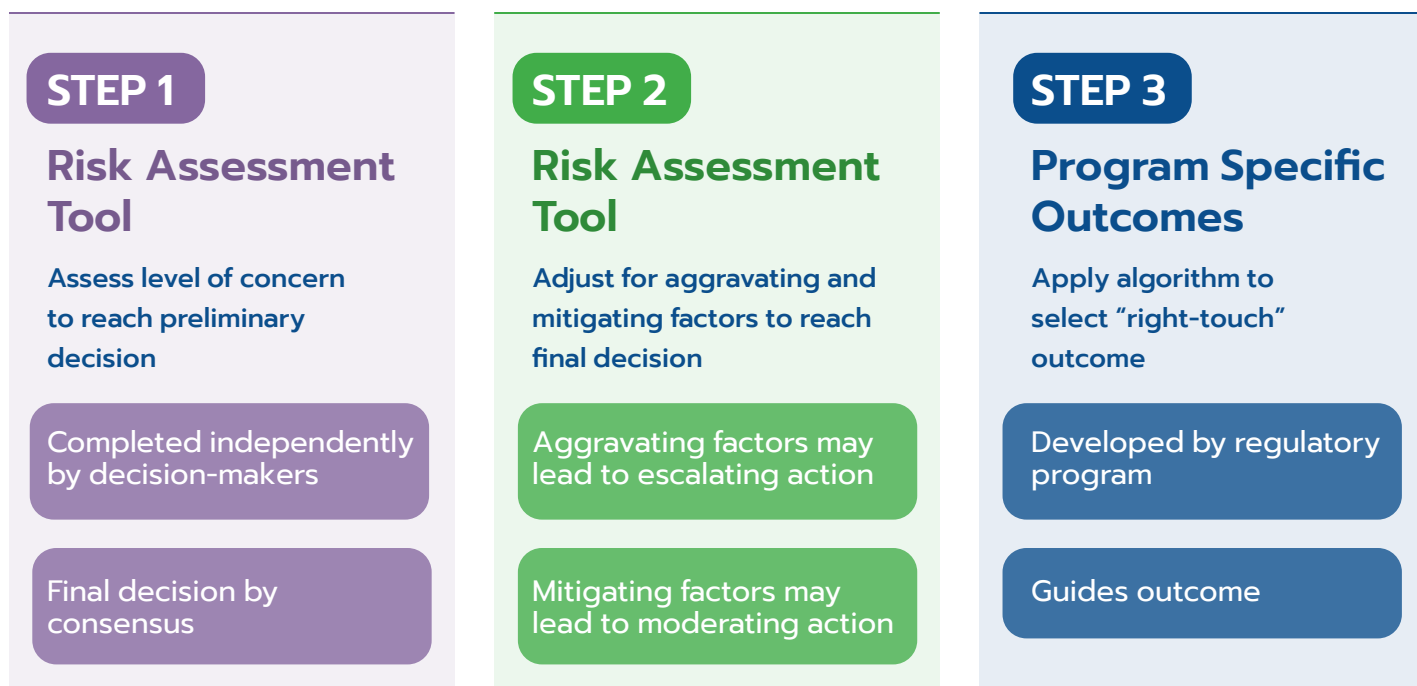 STEP 1
Risk Assessment
Tool
Assess level of concern
to reach preliminary
decision
Completed independently
by decision-makers
Final decision by
consensus
STEP 2
Risk Assessment
Tool
Adjust for aggravating and
mitigating factors to reach
final decision
Aggravating factors may
lead to escalating action
Mitigating factors may
lead to moderating action
STEP 3
Program Specific
Outcomes
Apply algorithm to
select “right-touch”
outcome
Developed by regulatory
program
Guides outcome